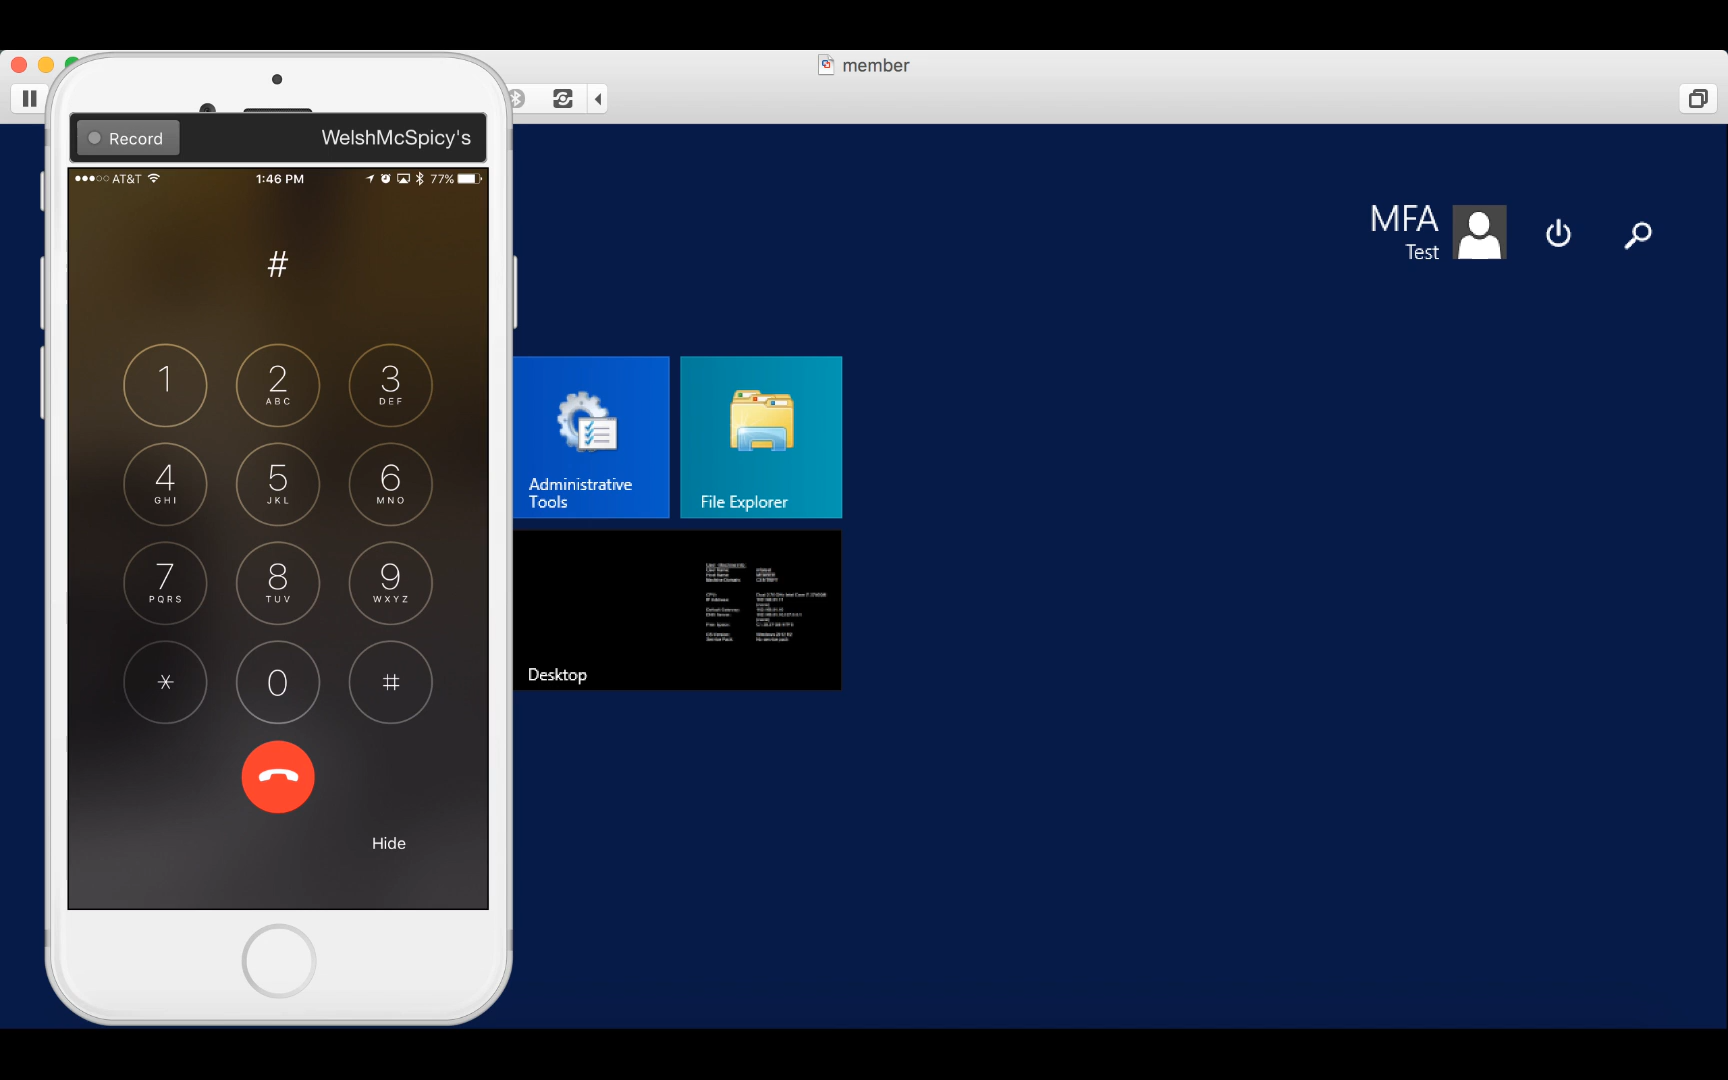 member
Record
WelshMcSpicy's
AT&T
1:46 PM
77%
#
1
2
ABC
3
DEF
4
GHI
5
JKL
6
MNO
7
PQRS
8
TUV
9
WXYZ
*
0
#
Hide
MFA
Test
Administrative
Tools
File Explorer
Desktop